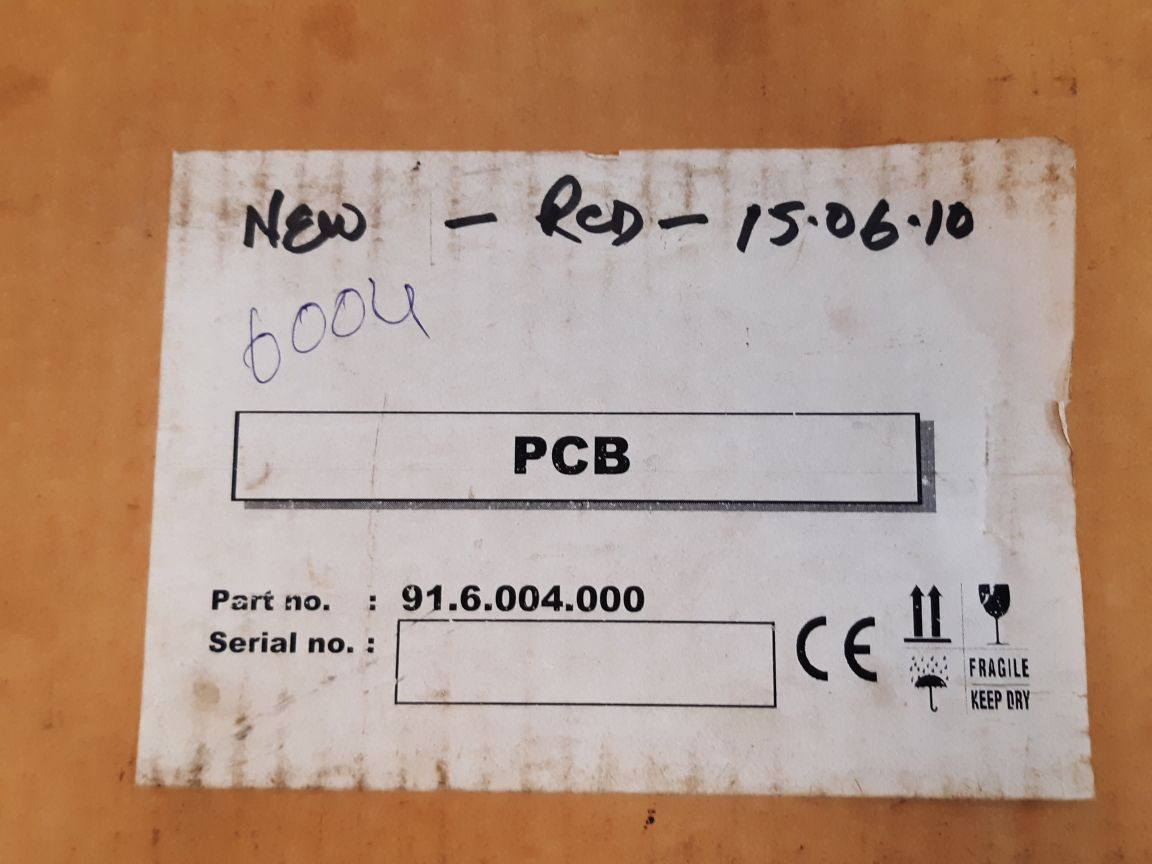 NEW - RCD - 15.06.10
6004
PCB
Part no. : 91.6.004.000
Serial no. :
CE
FRAGILE
KEEP DRY